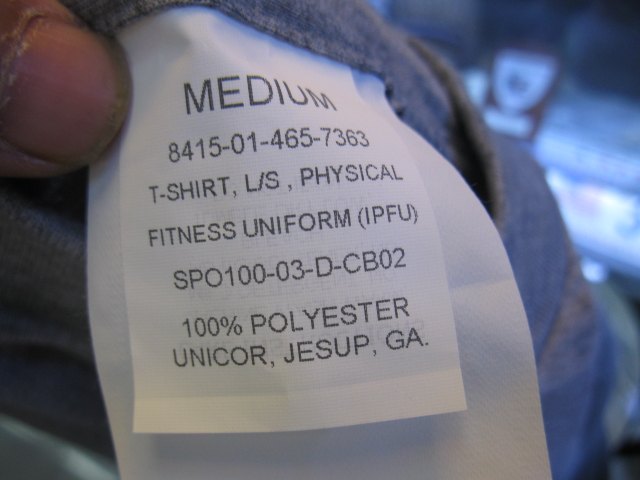 MEDIUM
8415-01-465-7363
T-SHIRT, L/S , PHYSICAL
FITNESS UNIFORM (IPFU)
SPO100-03-D-CB02
100% POLYESTER
UNICOR, JESUP, GA.